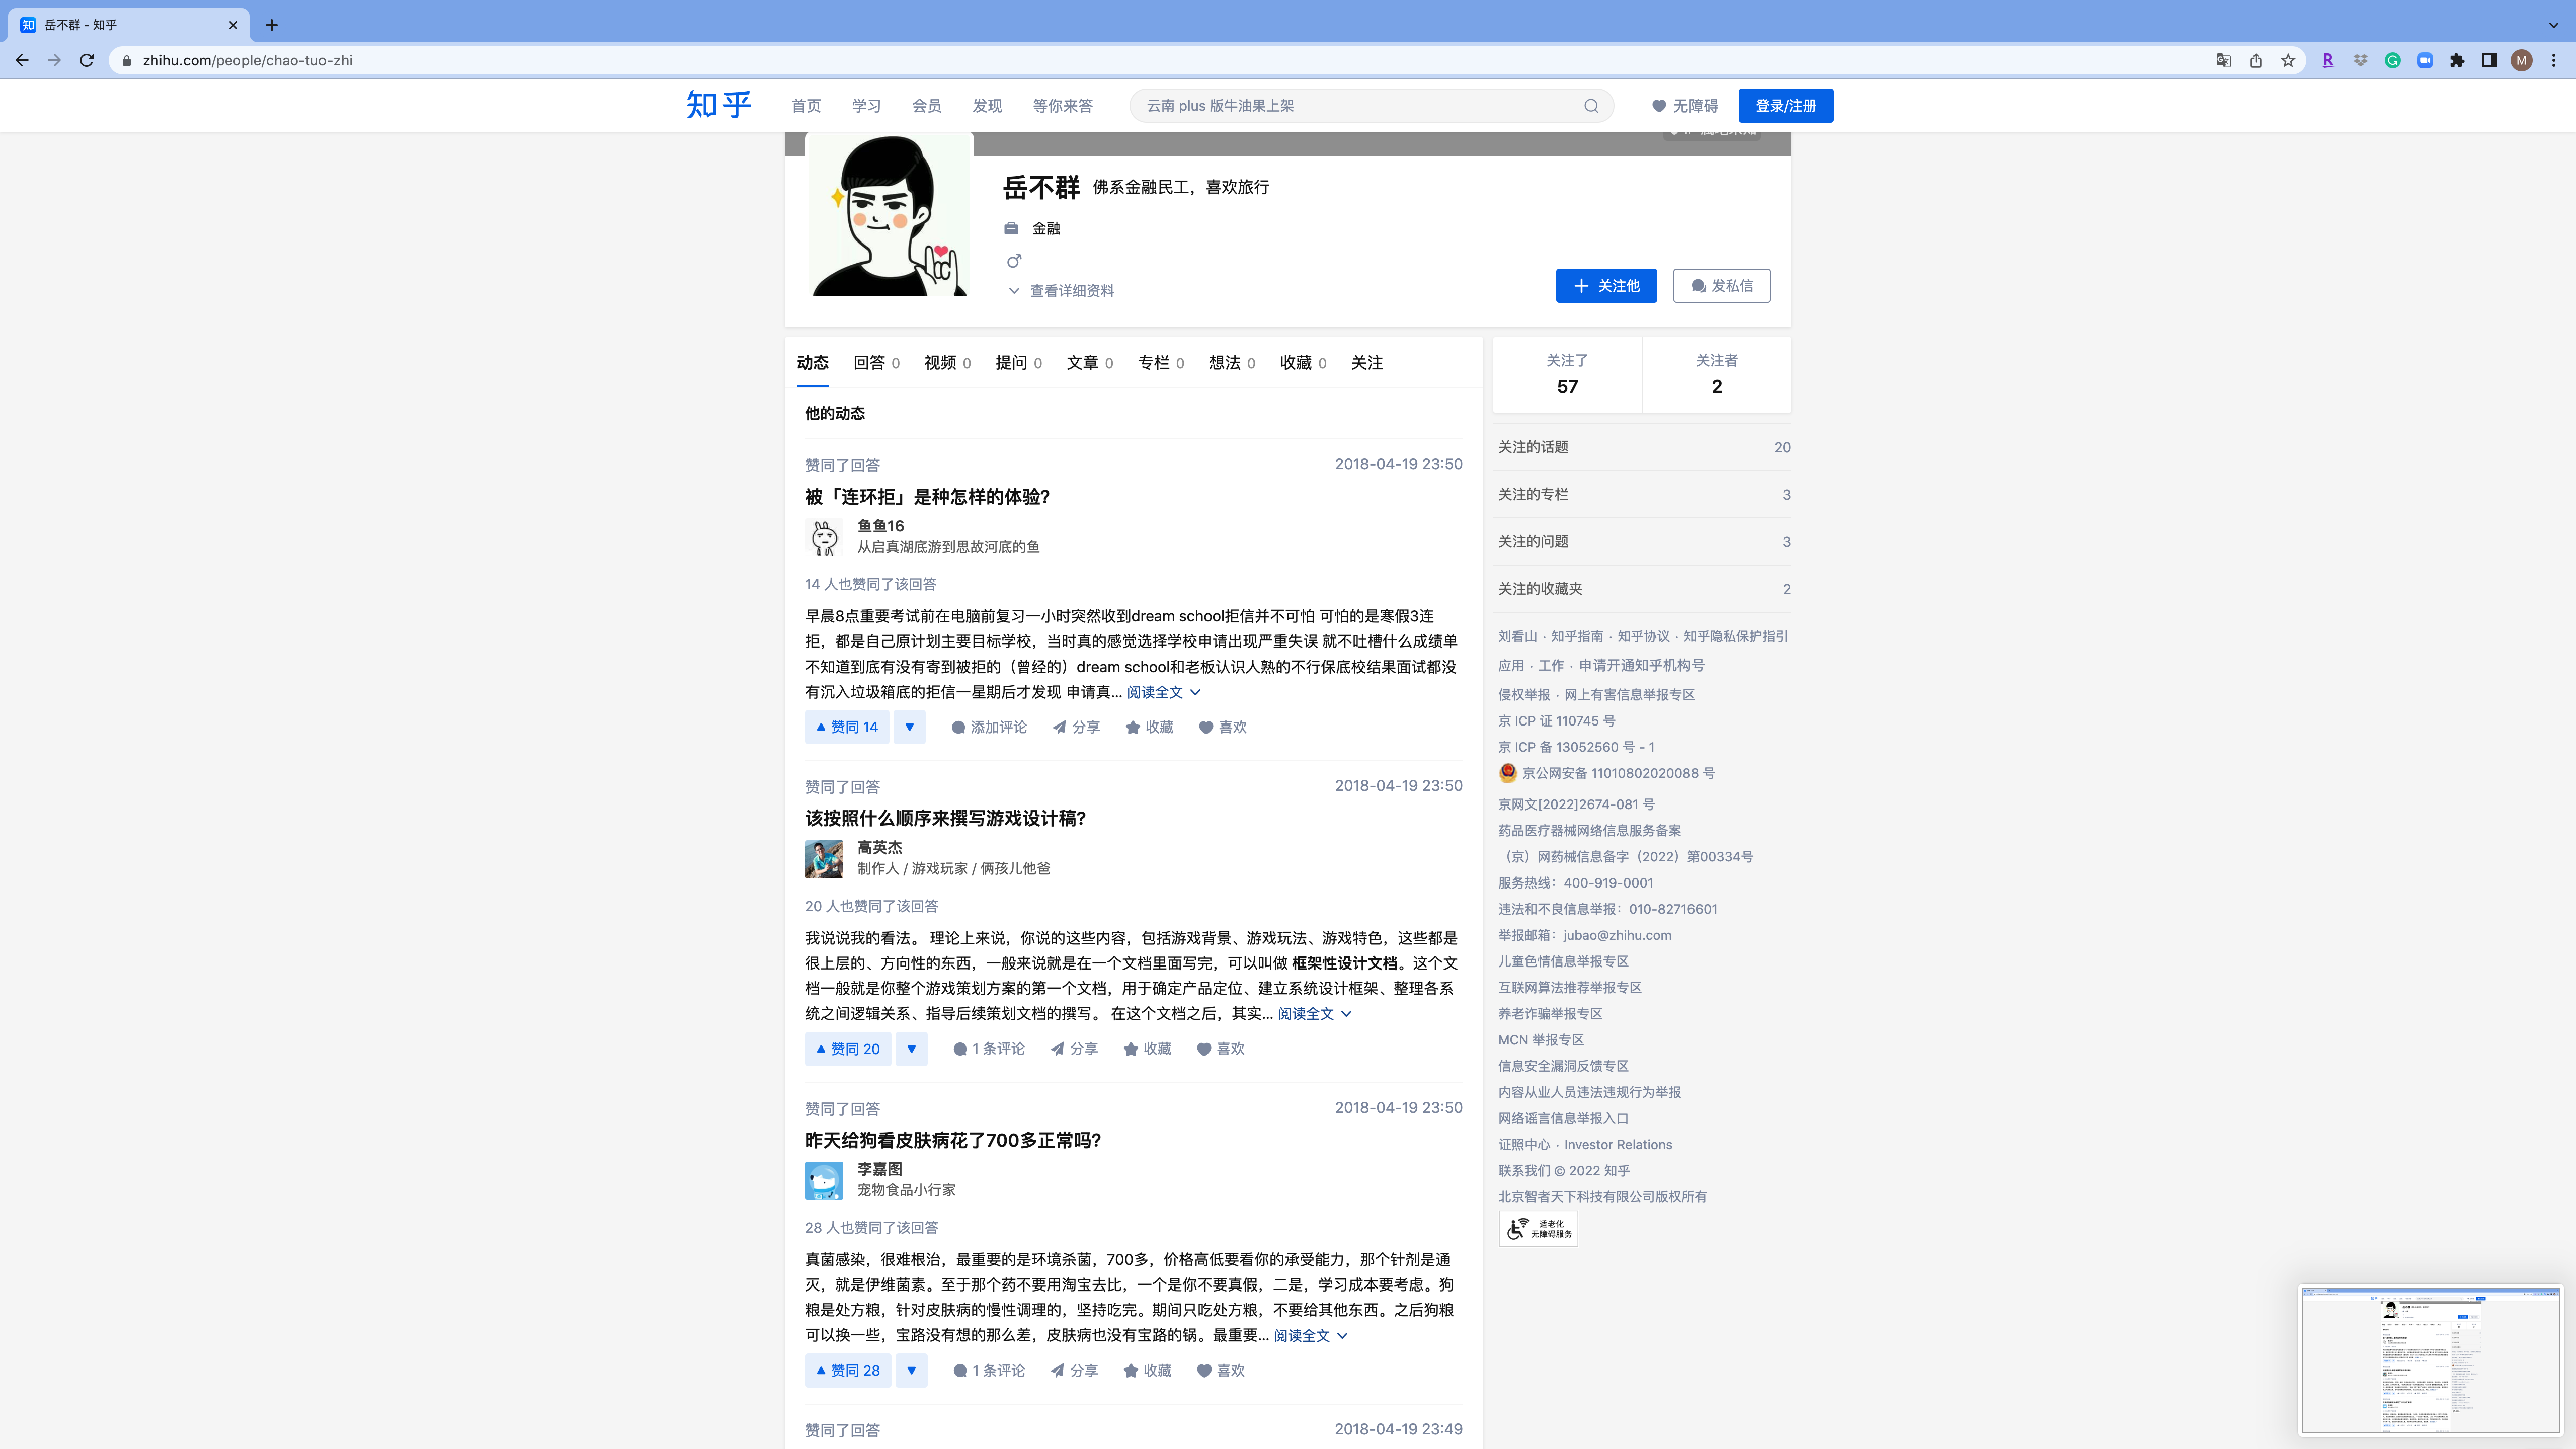 岳不群 - 知乎
zhihu.com/people/chao-tuo-zhi
M
知乎
首页 学习 会员 发现 等你来答
云南 plus 版牛油果上架
无障碍
登录/注册
岳不群 佛系金融民工，喜欢旅行
金融
查看详细资料
关注他
发私信
动态 回答 0 视频 0 提问 0 文章 0 专栏 0 想法 0 收藏 0 关注
他的动态
赞同了回答 2018-04-19 23:50
被「连环拒」是种怎样的体验?
鱼鱼16
从启真湖底游到思故河底的鱼
14 人也赞同了该回答
早晨8点重要考试前在电脑前复习一小时突然收到dream school拒信并不可怕 可怕的是寒假3连
拒，都是自己原计划主要目标学校，当时真的感觉选择学校申请出现严重失误 就不吐槽什么成绩单
不知道到底有没有寄到被拒的（曾经的）dream school和老板认识人熟的不行保底校结果面试都没
有沉入垃圾箱底的拒信一星期后才发现 申请真... 阅读全文
赞同 14 添加评论 分享 收藏 喜欢
赞同了回答 2018-04-19 23:50
该按照什么顺序来撰写游戏设计稿?
高英杰
制作人 / 游戏玩家 / 俩孩儿他爸
20 人也赞同了该回答
我说说我的看法。 理论上来说，你说的这些内容，包括游戏背景、游戏玩法、游戏特色，这些都是
很上层的、方向性的东西，一般来说就是在一个文档里面写完，可以叫做 框架性设计文档。这个文
档一般就是你整个游戏策划方案的第一个文档，用于确定产品定位、建立系统设计框架、整理各系
统之间逻辑关系、指导后续策划文档的撰写。 在这个文档之后，其实... 阅读全文
赞同 20 1 条评论 分享 收藏 喜欢
赞同了回答 2018-04-19 23:50
昨天给狗看皮肤病花了700多正常吗?
李嘉图
宠物食品小行家
28 人也赞同了该回答
真菌感染，很难根治，最重要的是环境杀菌，700多，价格高低要看你的承受能力，那个针剂是通
灭，就是伊维菌素。至于那个药不要用淘宝去比，一个是你不要真假，二是，学习成本要考虑。狗
粮是处方粮，针对皮肤病的慢性调理的，坚持吃完。期间只吃处方粮，不要给其他东西。之后狗粮
可以换一些，宝路没有想的那么差，皮肤病也没有宝路的锅。最重要... 阅读全文
赞同 28 1 条评论 分享 收藏 喜欢
赞同了回答 2018-04-19 23:49
关注了 关注者
57 2
关注的话题 20
关注的专栏 3
关注的问题 3
关注的收藏夹 2
刘看山 · 知乎指南 · 知乎协议 · 知乎隐私保护指引
应用 · 工作 · 申请开通知乎机构号
侵权举报 · 网上有害信息举报专区
京 ICP 证 110745 号
京 ICP 备 13052560 号 - 1
京公网安备 11010802020088 号
京网文[2022]2674-081 号
药品医疗器械网络信息服务备案
（京）网药械信息备字（2022）第00334号
服务热线：400-919-0001
违法和不良信息举报：010-82716601
举报邮箱：jubao@zhihu.com
儿童色情信息举报专区
互联网算法推荐举报专区
养老诈骗举报专区
MCN 举报专区
信息安全漏洞反馈专区
内容从业人员违法违规行为举报
网络谣言信息举报入口
证照中心 · Investor Relations
联系我们 © 2022 知乎
北京智者天下科技有限公司版权所有
适老化
无障碍服务